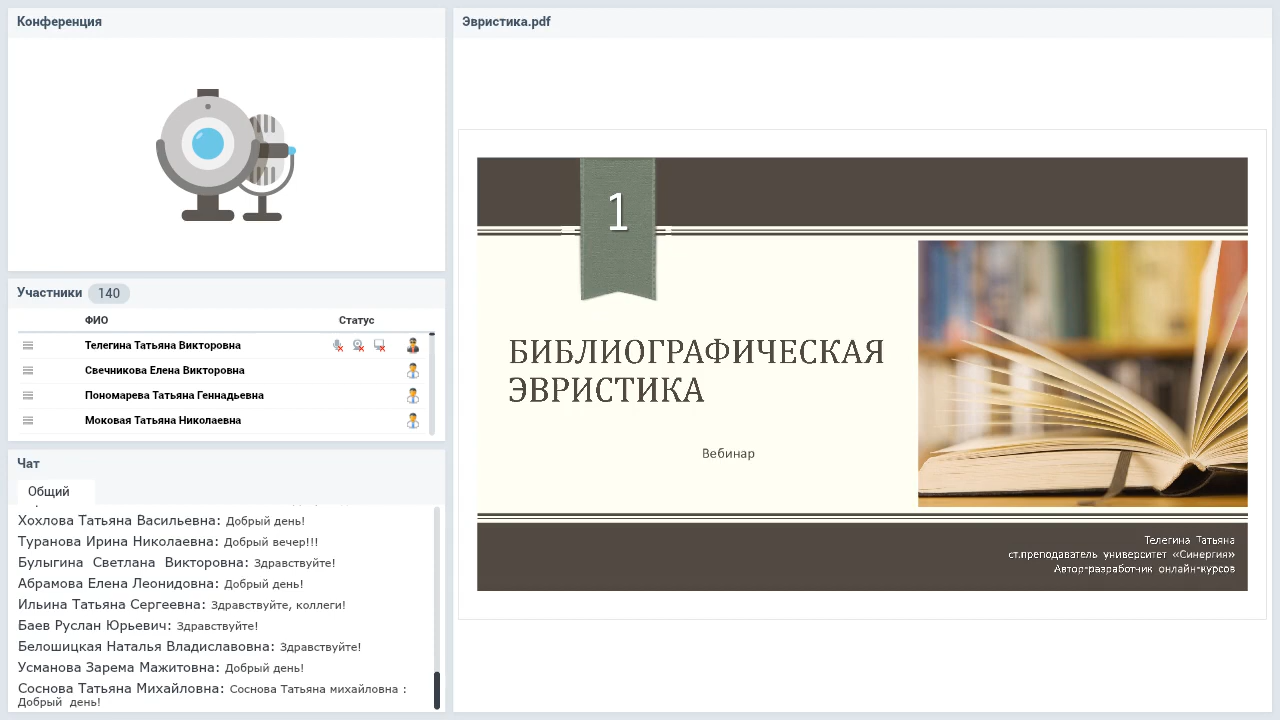 Конференция
Участники 140
ФИО Статус
Телегина Татьяна Викторовна
Свечникова Елена Викторовна
Пономарева Татьяна Геннадьевна
Моковая Татьяна Николаевна
Чат
Общий
Хохлова Татьяна Васильевна: Добрый день!
Туранова Ирина Николаевна: Добрый вечер!!!
Булыгина Светлана Викторовна: Здравствуйте!
Абрамова Елена Леонидовна: Добрый день!
Ильина Татьяна Сергеевна: Здравствуйте, коллеги!
Баев Руслан Юрьевич: Здравствуйте!
Белошицкая Наталья Владиславовна: Здравствуйте!
Усманова Зарема Мажитовна: Добрый день!
Соснова Татьяна Михайловна: Соснова Татьяна михайловна :
Добрый день!
Эвристика.pdf
1
БИБЛИОГРАФИЧЕСКАЯ
ЭВРИСТИКА
Вебинар
Телегина Татьяна
ст.преподаватель университет «Синергия»
Автор-разработчик онлайн-курсов